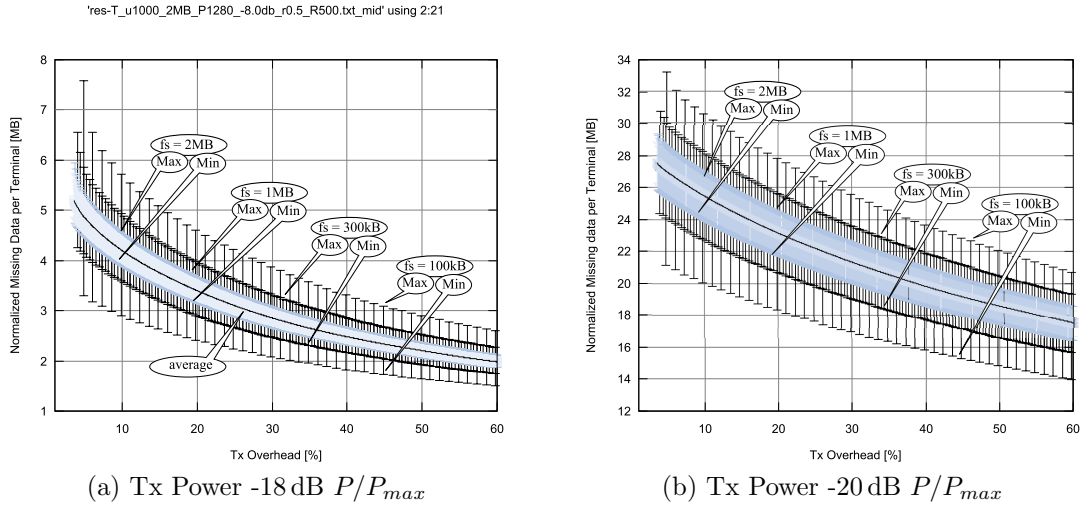 'res-T_u1000_2MB_P1280_-8.0db_r0.5_R500.txt_mid' using 2:21
Normalized Missing Data per Terminal [MB]
8
7
6
5
4
3
2
1
fs = 2MB
Max Min
fs = 1MB
Max Min
fs = 300kB
Max Min
fs = 100kB
Max Min
average
10 20 30 40 50 60
Tx Overhead [%]
(a) Tx Power -18 dB P/Pmax
Normalized Missing data per Terminal [MB]
34
32
30
28
26
24
22
20
18
16
14
12
fs = 2MB
Max Min
fs = 1MB
Max Min
fs = 300kB
Max Min
fs = 100kB
Max Min
10 20 30 40 50 60
Tx Overhead [%]
(b) Tx Power -20 dB P/Pmax